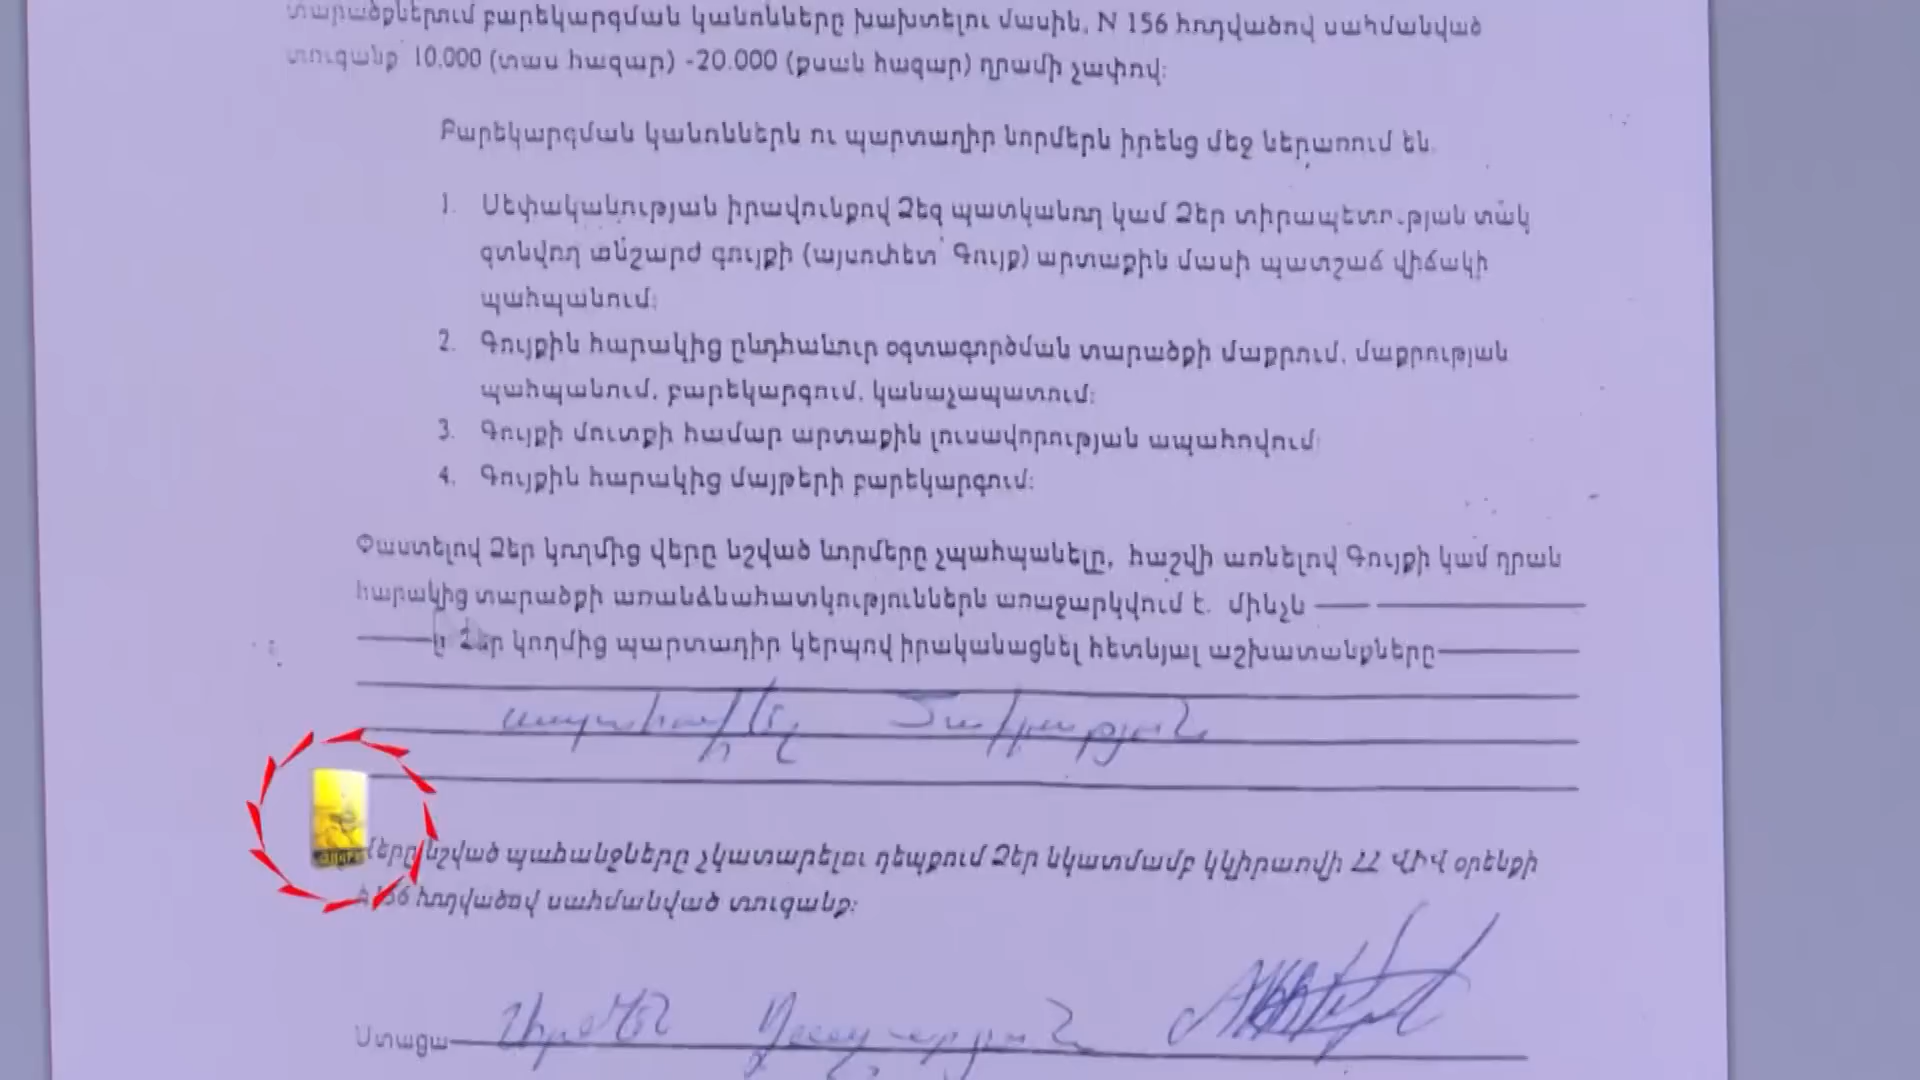 տարածքներում բարեկարգման կանոնները խախտելու մասին, N 156 հոդվածով սահմանված
տուգանք 10.000 (տաս հազար) -20.000 (քսան հազար) դրամի չափով:
Բարեկարգման կանոններն ու պարտադիր նորմերն իրենց մեջ ներառում են
1. Սեփականության իրավունքով Ձեզ պատկանող կամ Ձեր տիրապետության տակ
գտնվող անշարժ գույքի (այսուհետ՝ Գույք) արտաքին մասի պատշաճ վիճակի
պահպանում:
2. Գույքին հարակից ընդհանուր օգտագործման տարածքի մաքրում, մաքրության
պահպանում, բարեկարգում, կանաչապատում:
3. Գույքի մուտքի համար արտաքին լուսավորության ապահովում
4. Գույքին հարակից մայթերի բարեկարգում:
Փաստելով Ձեր կողմից վերը նշված նորմերը չպահպանելը, հաշվի առնելով Գույքի կամ դրան
հարակից տարածքի առանձնահատկություններն առաջարկվում է. մինչև
ը Ձեր կողմից պարտադիր կերպով իրականացնել հետևյալ աշխատանքները
ապահովել մաքրություն
Վերը նշված պահանջները չկատարելու դեպքում Ձեր նկատմամբ կկիրառվի ՀՀ ՎԻՎ օրենքի
156 հոդվածով սահմանված տուգանք:
Ստացա